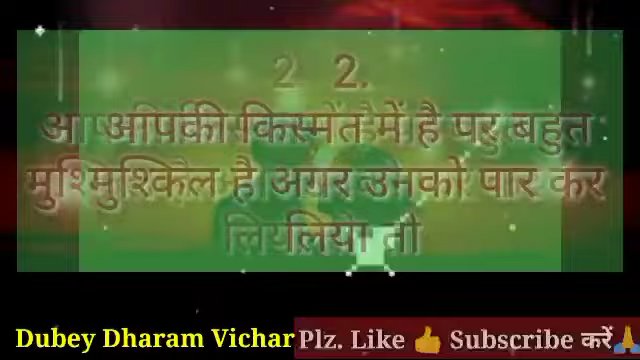 2.
आपकी किस्मत में है पर बहुत
मुश्किल है अगर उनको पार कर
लिया तो
Dubey Dharam Vichar Plz. Like 👍 Subscribe करें🙏